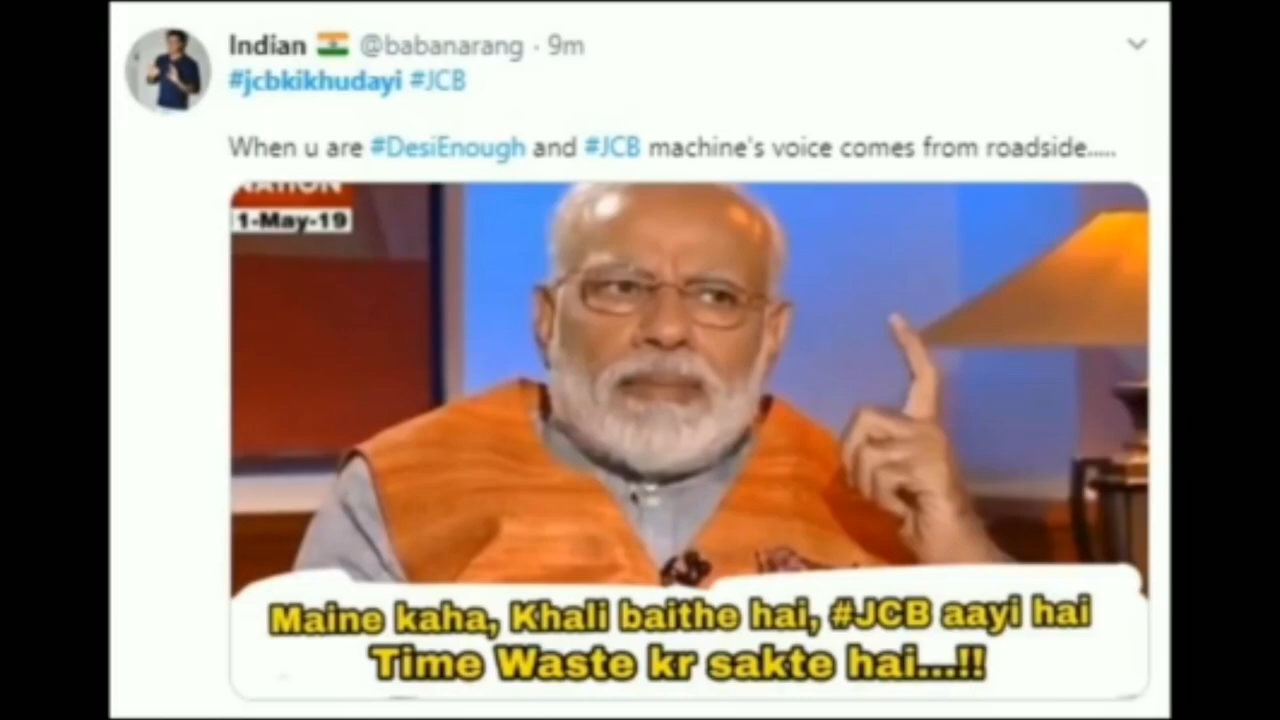 Indian @babanarang · 9m
#jcbkikhudayi #JCB
When u are #DesiEnough and #JCB machine's voice comes from roadside.....
NATION
1-May-19
Maine kaha, Khali baithe hai, #JCB aayi hai
Time Waste kr sakte hai...!!